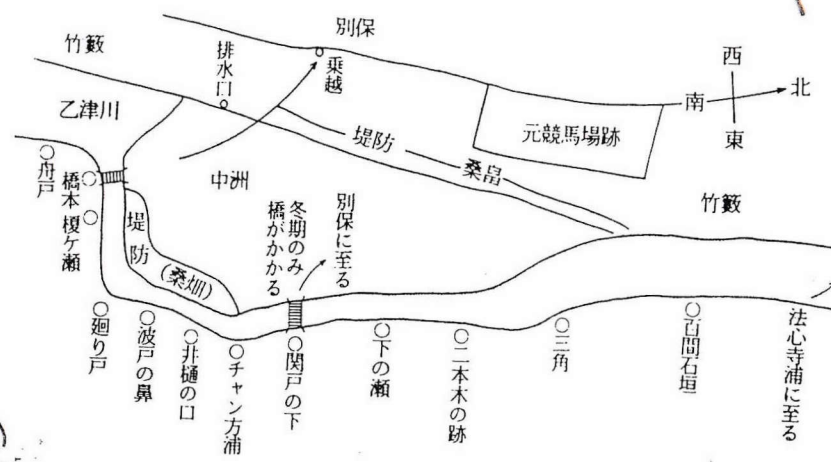 別保
竹藪
排水口
乗越
西
北
南
東
乙津川
元競馬場跡
堤防
桑畠
中洲
竹藪
舟戸
橋本
榎ケ瀬
堤防
(桑畑)
冬期のみ
橋がかかる
別保に至る
廻り戸
波戸の鼻
井樋の口
チャン方浦
関戸の下
下の瀬
二本木の跡
三角
百間石垣
法心寺浦に至る